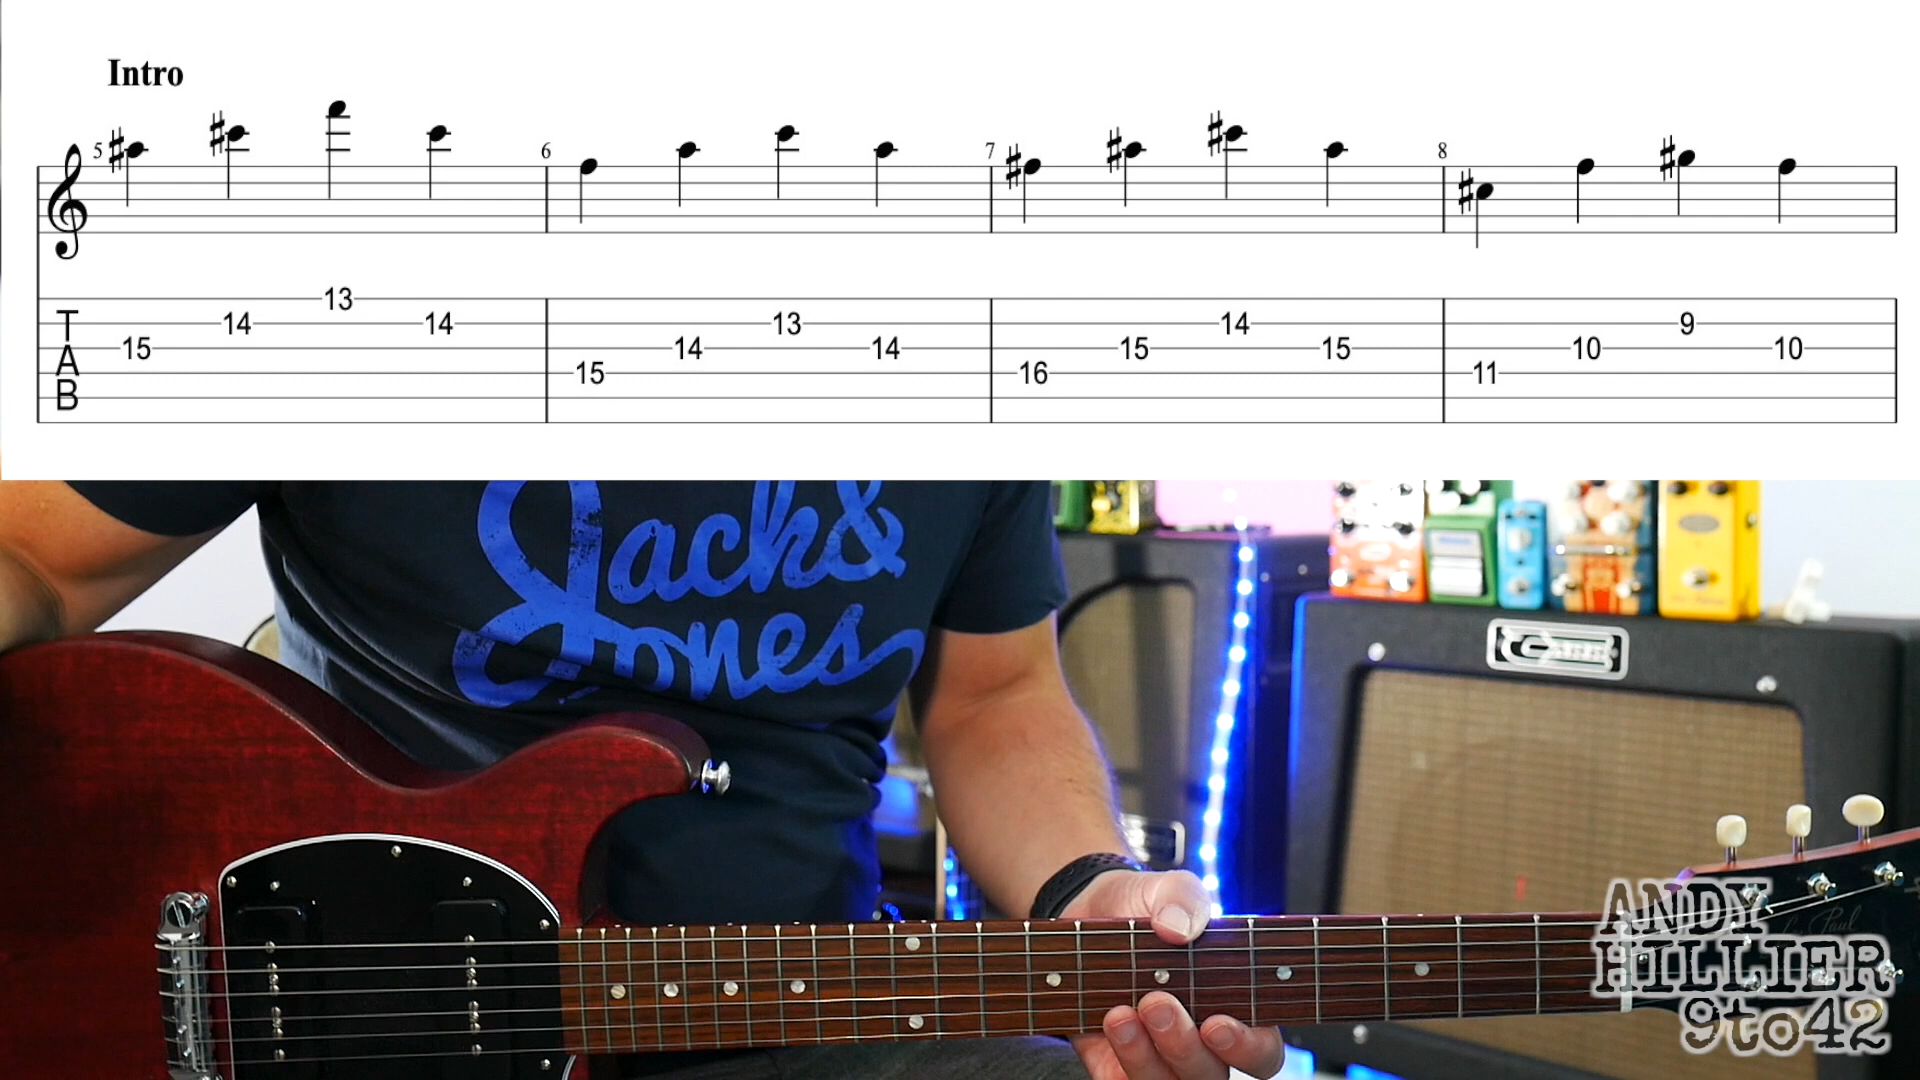 Intro
5 6 7 8
13
14 14 13 14 9
T
15 14 14 15 15 10 10
A
15 16 11
B
Jack &
Jones
ANDY
HILLIER
9to42